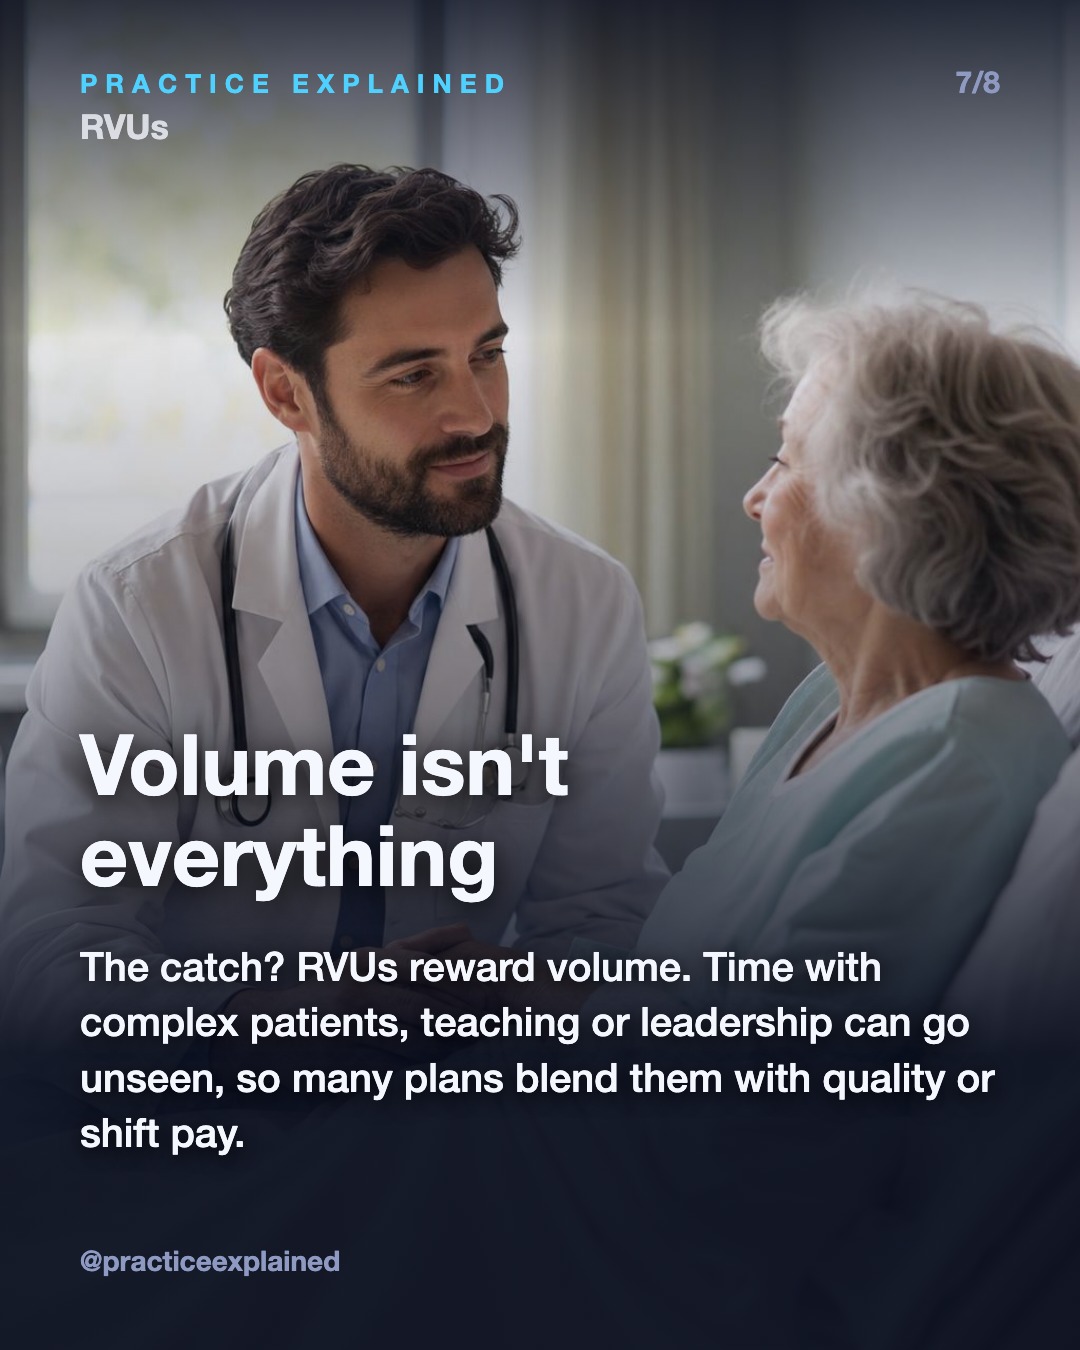 PRACTICE EXPLAINED
7/8
RVUs
Volume isn't
everything
The catch? RVUs reward volume. Time with
complex patients, teaching or leadership can go
unseen, so many plans blend them with quality or
shift pay.
@practiceexplained